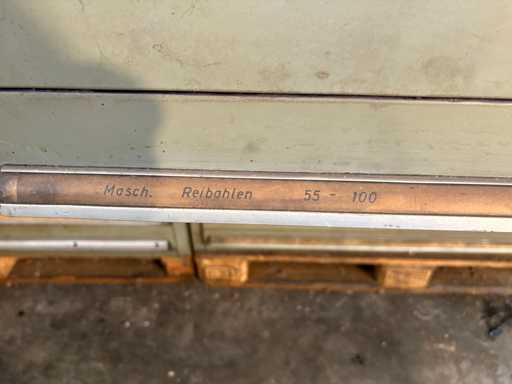 Masch. Reibahlen 55 - 100